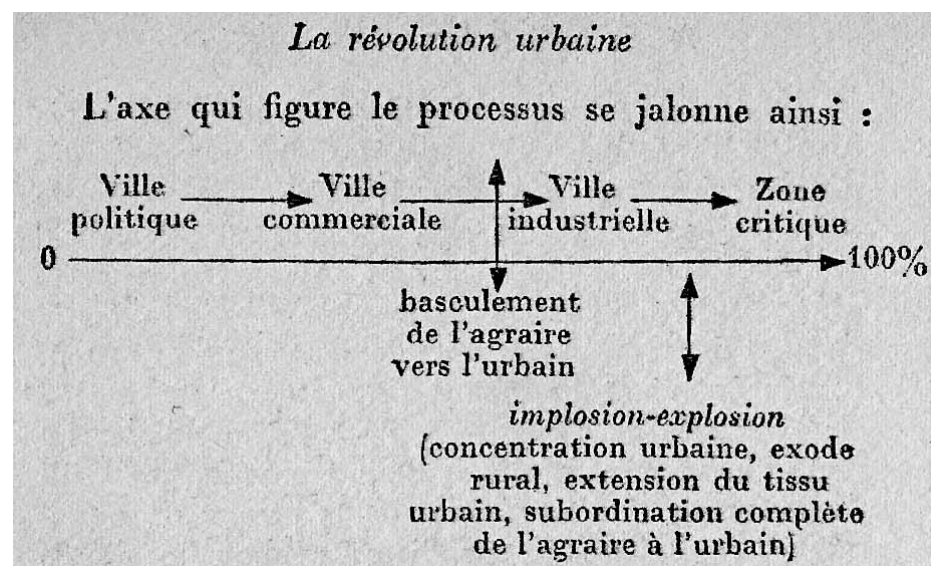 La révolution urbaine
L'axe qui figure le processus se jalonne ainsi :
Ville Ville Ville Zone
politique commerciale industrielle critique
0 100%
basculement
de l'agraire
vers l'urbain
implosion-explosion
(concentration urbaine, exode
rural, extension du tissu
urbain, subordination complète
de l'agraire à l'urbain)